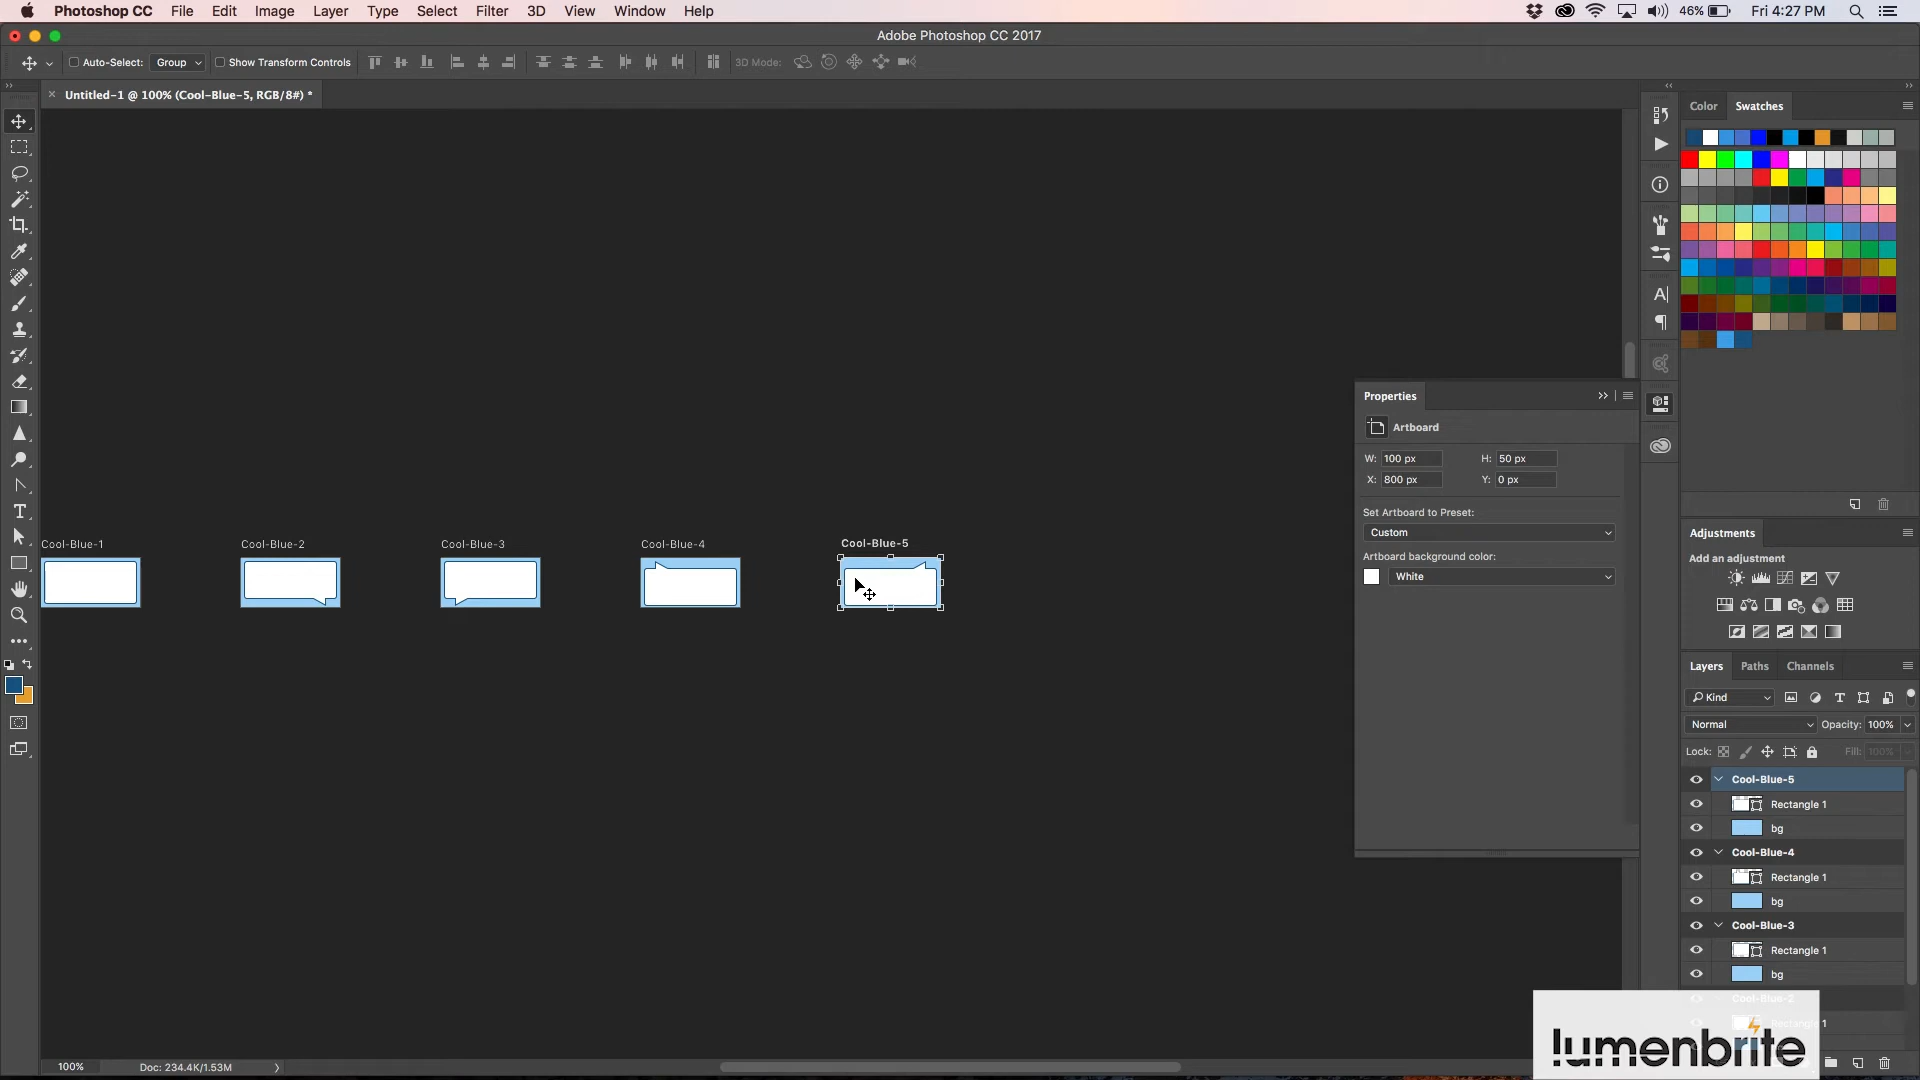 Photoshop CC File Edit Image Layer Type Select Filter 3D View Window Help 46% Fri 4:27 PM
Adobe Photoshop CC 2017
Auto-Select: Group Show Transform Controls 3D Mode:
Untitled-1 @ 100% (Cool-Blue-5, RGB/8#) *
Color Swatches
Properties
Artboard
W: 100 px H: 50 px
X: 800 px Y: 0 px
Set Artboard to Preset:
Custom
Artboard background color:
White
Cool-Blue-1 Cool-Blue-2 Cool-Blue-3 Cool-Blue-4 Cool-Blue-5
Adjustments
Add an adjustment
Layers Paths Channels
Kind
Normal Opacity: 100%
Lock: Fill: 100%
Cool-Blue-5
Rectangle 1
bg
Cool-Blue-4
Rectangle 1
bg
Cool-Blue-3
Rectangle 1
bg
Cool-Blue-2
Rectangle 1
lumenbrite
100% Doc: 234.4K/1.53M